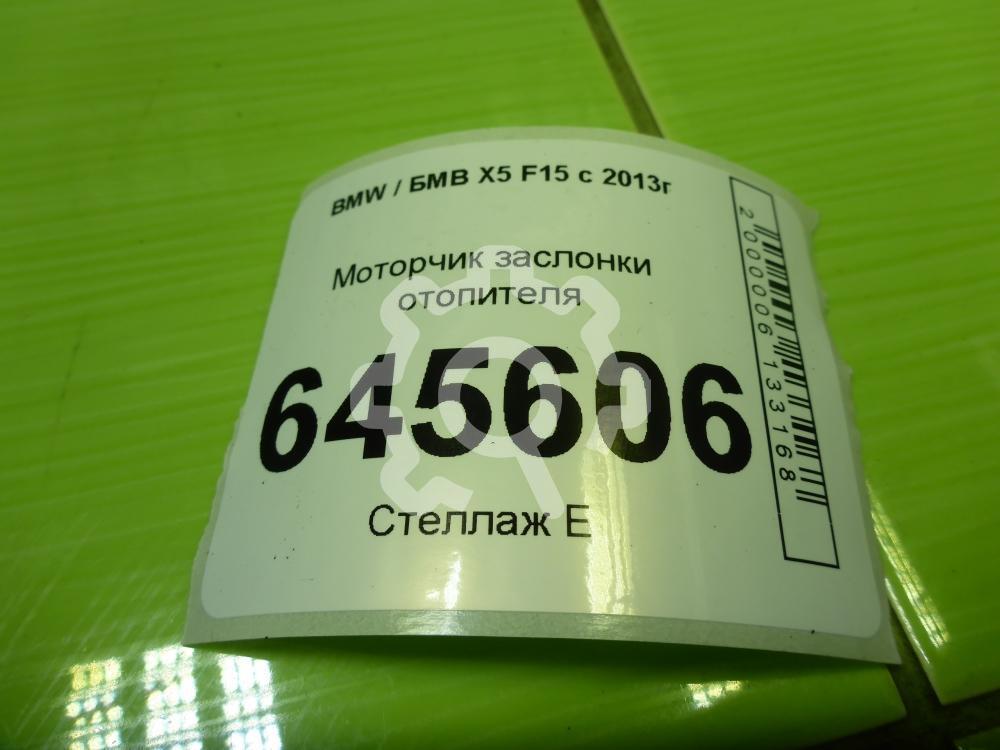 BMW / БМВ X5 F15 с 2013г
Моторчик заслонки
отопителя
645606
Стеллаж Е
2000006133168